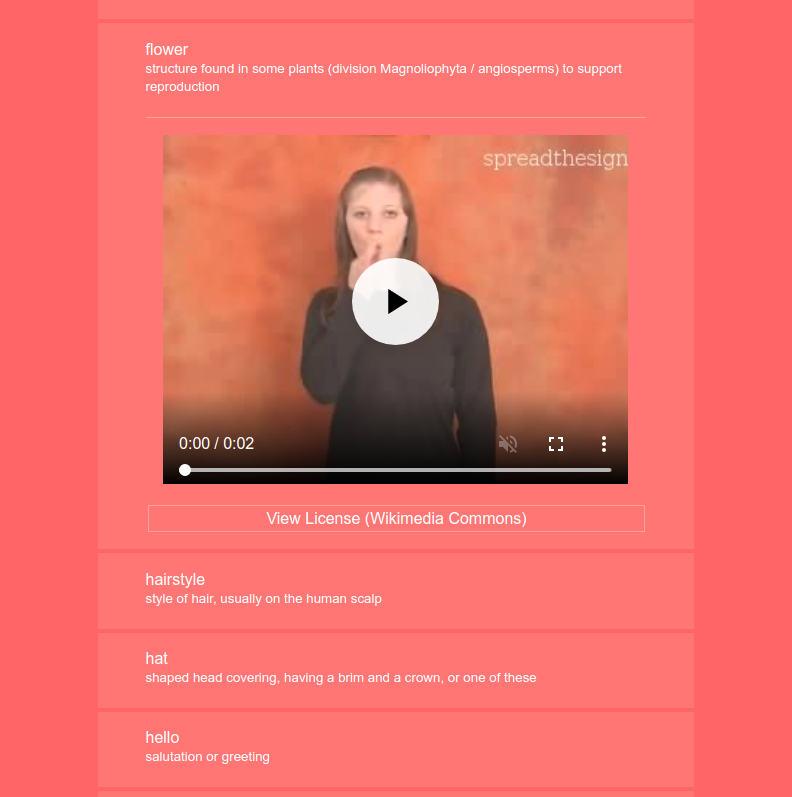 flower
structure found in some plants (division Magnoliophyta / angiosperms) to support
reproduction
spreadthesign
0:00 / 0:02
View License (Wikimedia Commons)
hairstyle
style of hair, usually on the human scalp
hat
shaped head covering, having a brim and a crown, or one of these
hello
salutation or greeting